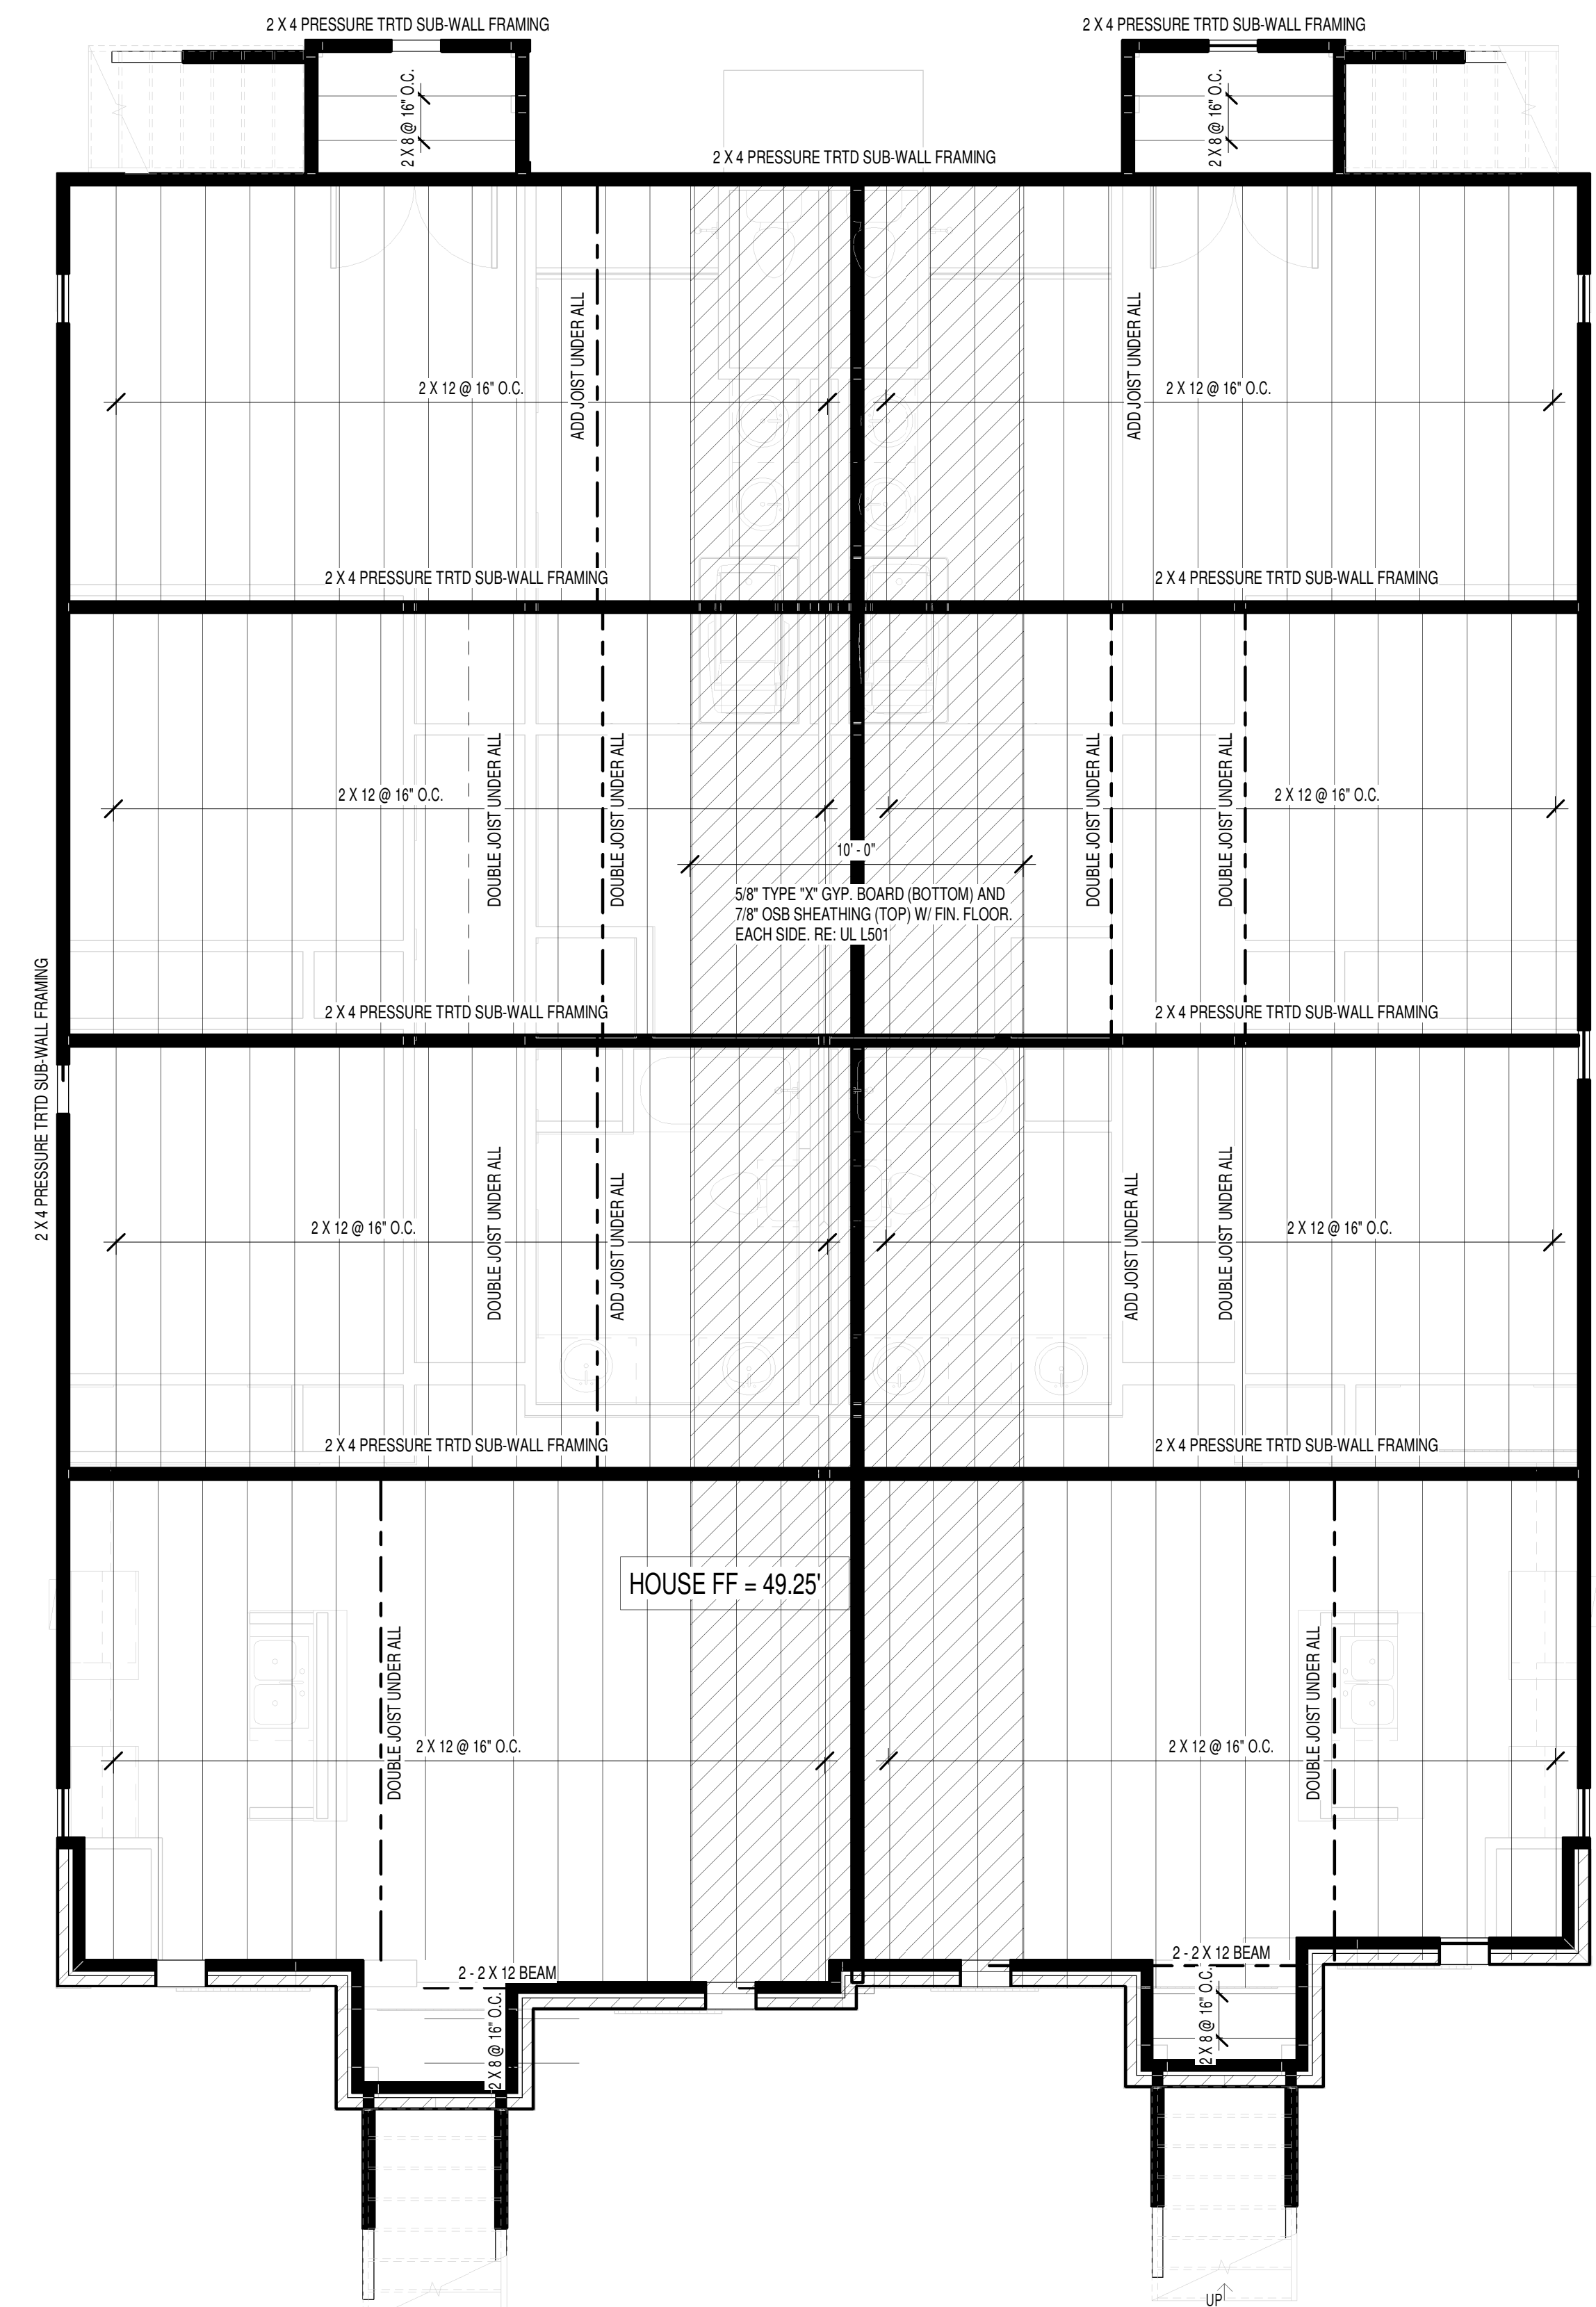 2 X 4 PRESSURE TRTD SUB-WALL FRAMING
2 X 4 PRESSURE TRTD SUB-WALL FRAMING
2 X 8 @ 16" O.C.
2 X 8 @ 16" O.C.
2 X 4 PRESSURE TRTD SUB-WALL FRAMING
ADD JOIST UNDER ALL
ADD JOIST UNDER ALL
2 X 12 @ 16" O.C.
2 X 12 @ 16" O.C.
2 X 4 PRESSURE TRTD SUB-WALL FRAMING
2 X 4 PRESSURE TRTD SUB-WALL FRAMING
DOUBLE JOIST UNDER ALL
DOUBLE JOIST UNDER ALL
DOUBLE JOIST UNDER ALL
DOUBLE JOIST UNDER ALL
2 X 12 @ 16" O.C.
2 X 12 @ 16" O.C.
10' - 0"
5/8" TYPE "X" GYP. BOARD (BOTTOM) AND
7/8" OSB SHEATHING (TOP) W/ FIN. FLOOR.
EACH SIDE. RE: UL L501
2 X 4 PRESSURE TRTD SUB-WALL FRAMING
2 X 4 PRESSURE TRTD SUB-WALL FRAMING
2 X 4 PRESSURE TRTD SUB-WALL FRAMING
DOUBLE JOIST UNDER ALL
ADD JOIST UNDER ALL
ADD JOIST UNDER ALL
DOUBLE JOIST UNDER ALL
2 X 12 @ 16" O.C.
2 X 12 @ 16" O.C.
2 X 4 PRESSURE TRTD SUB-WALL FRAMING
2 X 4 PRESSURE TRTD SUB-WALL FRAMING
HOUSE FF = 49.25'
DOUBLE JOIST UNDER ALL
DOUBLE JOIST UNDER ALL
2 X 12 @ 16" O.C.
2 X 12 @ 16" O.C.
2 - 2 X 12 BEAM
2 - 2 X 12 BEAM
2 X 8 @ 16" O.C.
2 X 8 @ 16" O.C.
UP